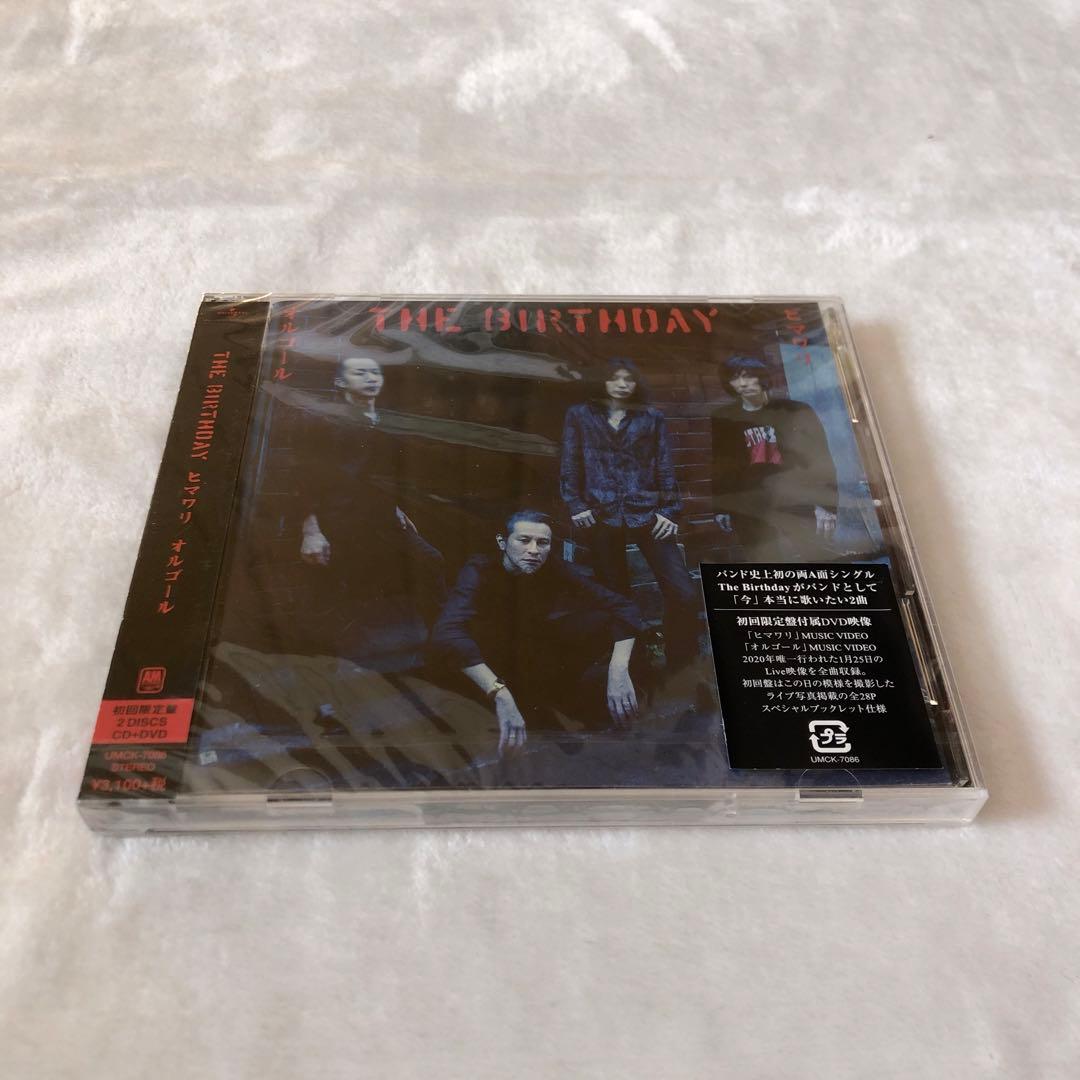 THE BIRTHDAY
オルゴール
ヒマワリ
UNIVERSAL
THE BIRTHDAY ヒマワリ オルゴール
A&M
初回限定盤
2 DISCS
CD+DVD
UMCK-7086
STEREO
¥3,100+税
バンド史上初の両A面シングル
The Birthdayがバンドとして
「今」本当に歌いたい2曲
初回限定盤付属DVD映像
「ヒマワリ」MUSIC VIDEO
「オルゴール」MUSIC VIDEO
2020年唯一行われた1月25日の
Live映像を全曲収録。
初回盤はこの日の模様を撮影した
ライブ写真掲載の全28P
スペシャルブックレット仕様
プラ
UMCK-7086